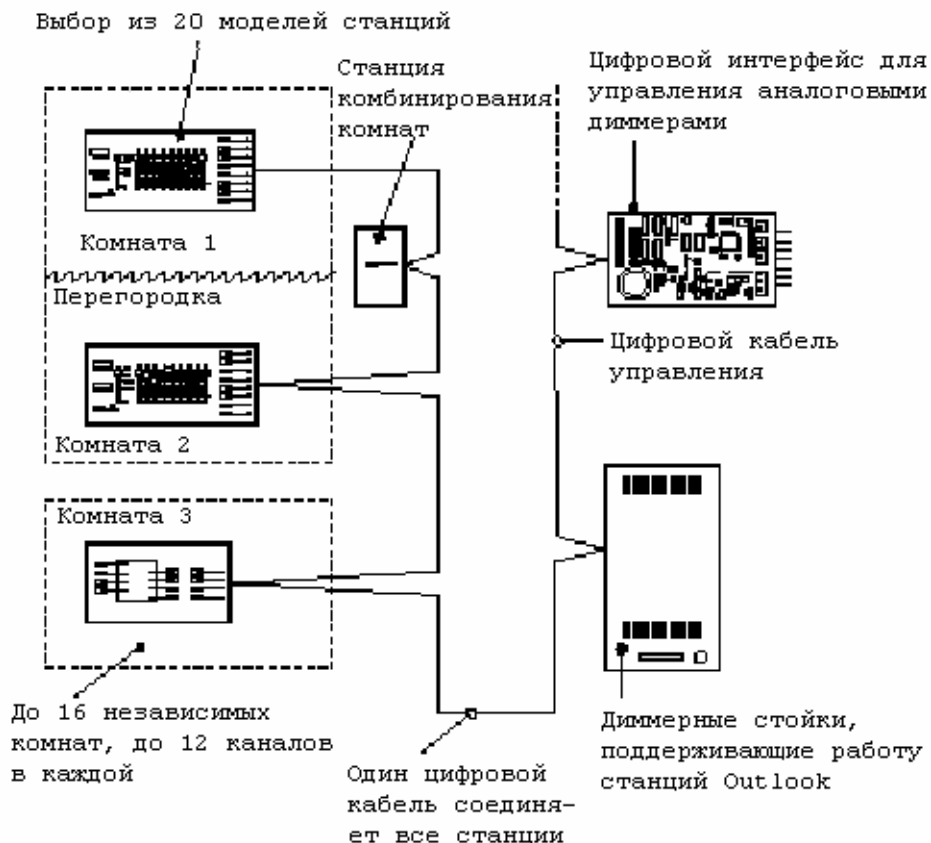 Выбор из 20 моделей станций
Станция
комбинирования
комнат
Цифровой интерфейс для
управления аналоговыми
диммерами
Комната 1
Перегородка
Комната 2
Цифровой кабель
управления
Комната 3
До 16 независимых
комнат, до 12 каналов
в каждой
Один цифровой
кабель соединя-
ет все станции
Диммерные стойки,
поддерживающие работу
станций Outlook